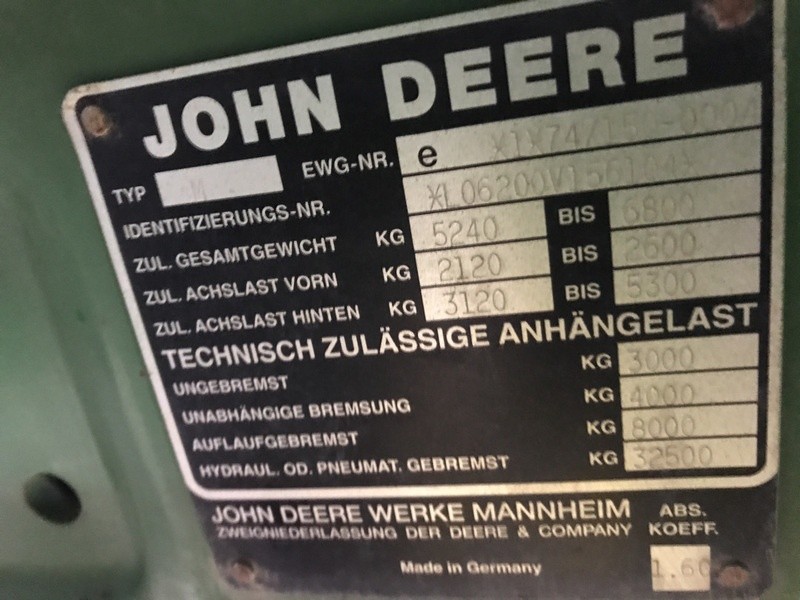 JOHN DEERE
TYP M EWG-NR. e
IDENTIFIZIERUNGS-NR.
ZUL. GESAMTGEWICHT KG 5240 BIS 6800
ZUL. ACHSLAST VORN KG 2120 BIS 2600
ZUL. ACHSLAST HINTEN KG 3120 BIS 5300
TECHNISCH ZULÄSSIGE ANHÄNGELAST
UNGEBREMST KG 3000
UNABHÄNGIGE BREMSUNG KG 4000
AUFLAUFGEBREMST KG 8000
HYDRAUL. OD. PNEUMAT. GEBREMST KG 32500
JOHN DEERE WERKE MANNHEIM ABS.
ZWEIGNIEDERLASSUNG DER DEERE & COMPANY KOEFF.
Made in Germany 1.60